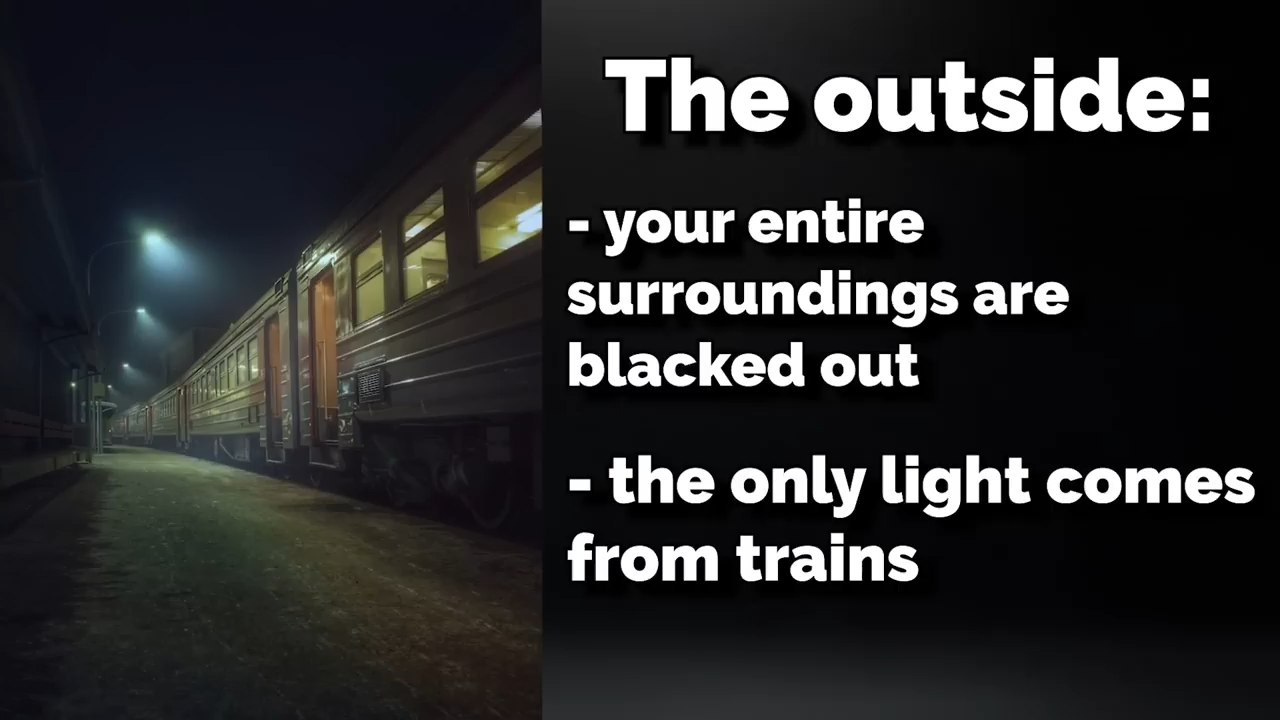 The outside:
- your entire
surroundings are
blacked out
- the only light comes
from trains